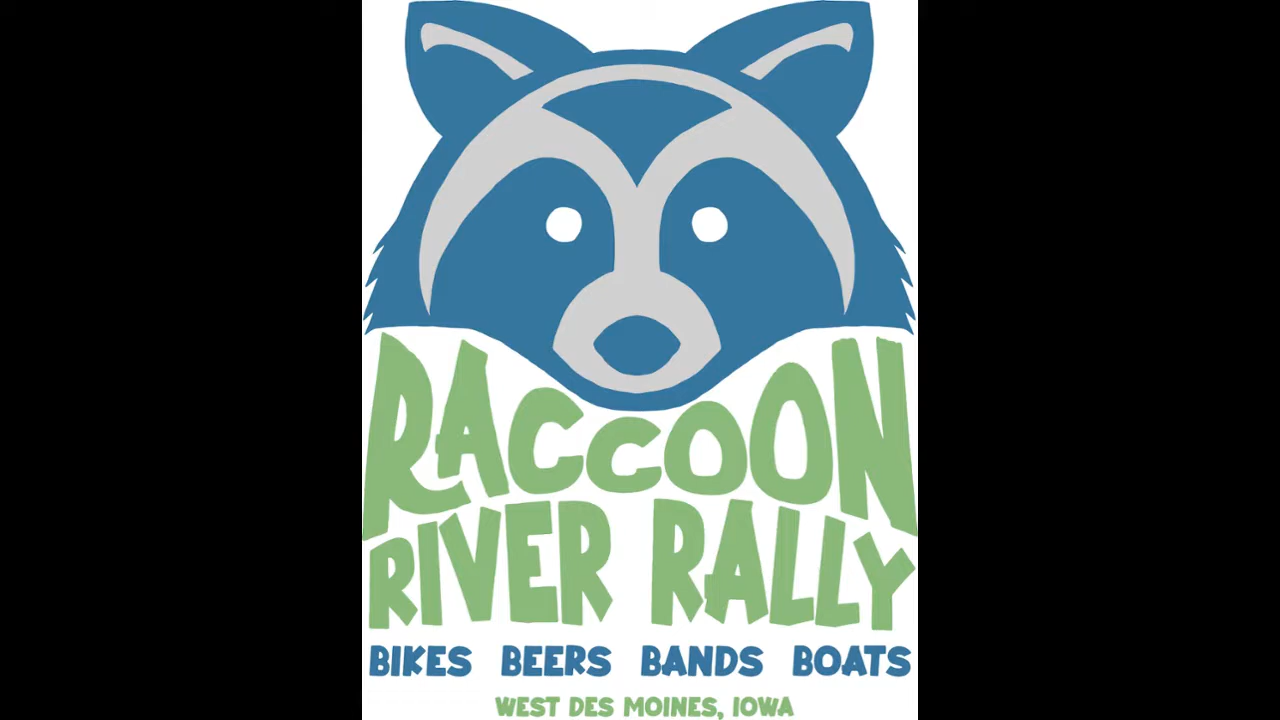 RACCOON
RIVER RALLY
BIKES BEERS BANDS BOATS
WEST DES MOINES, IOWA